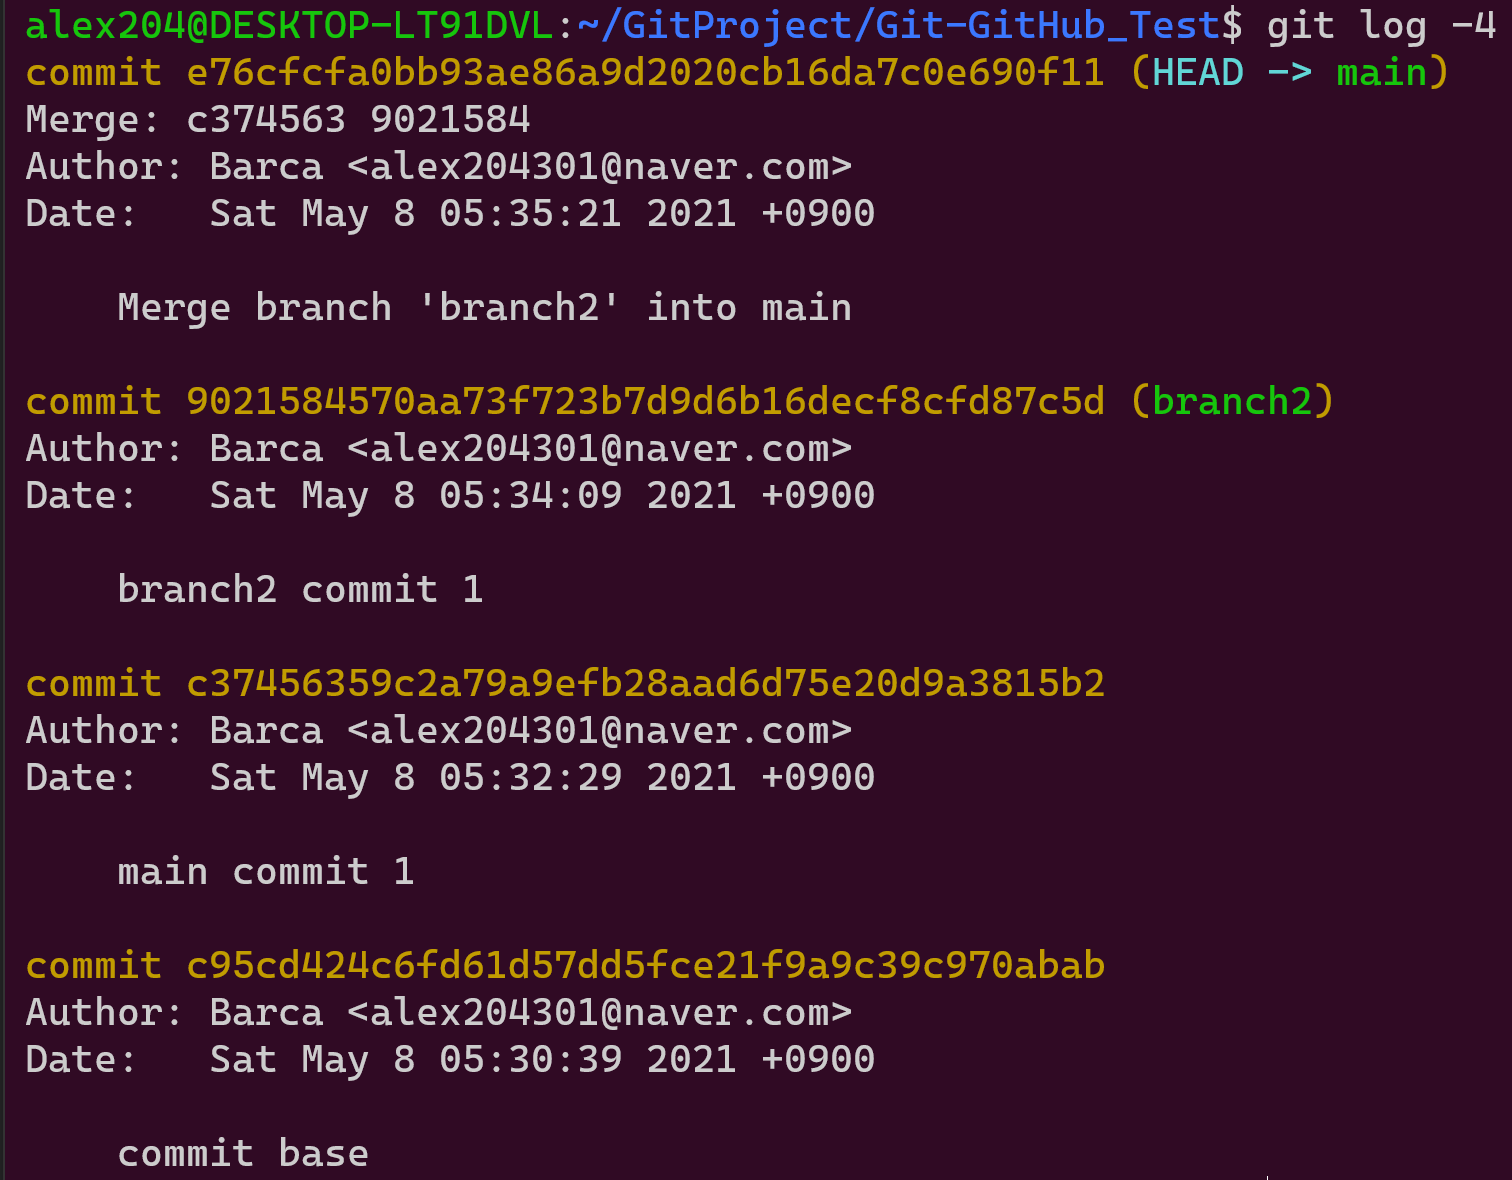 alex204@DESKTOP-LT91DVL:~/GitProject/Git-GitHub_Test$ git log -4
commit e76cfcfa0bb93ae86a9d2020cb16da7c0e690f11 (HEAD -> main)
Merge: c374563 9021584
Author: Barca <alex204301@naver.com>
Date:   Sat May 8 05:35:21 2021 +0900

    Merge branch 'branch2' into main

commit 9021584570aa73f723b7d9d6b16decf8cfd87c5d (branch2)
Author: Barca <alex204301@naver.com>
Date:   Sat May 8 05:34:09 2021 +0900

    branch2 commit 1

commit c37456359c2a79a9efb28aad6d75e20d9a3815b2
Author: Barca <alex204301@naver.com>
Date:   Sat May 8 05:32:29 2021 +0900

    main commit 1

commit c95cd424c6fd61d57dd5fce21f9a9c39c970abab
Author: Barca <alex204301@naver.com>
Date:   Sat May 8 05:30:39 2021 +0900

    commit base